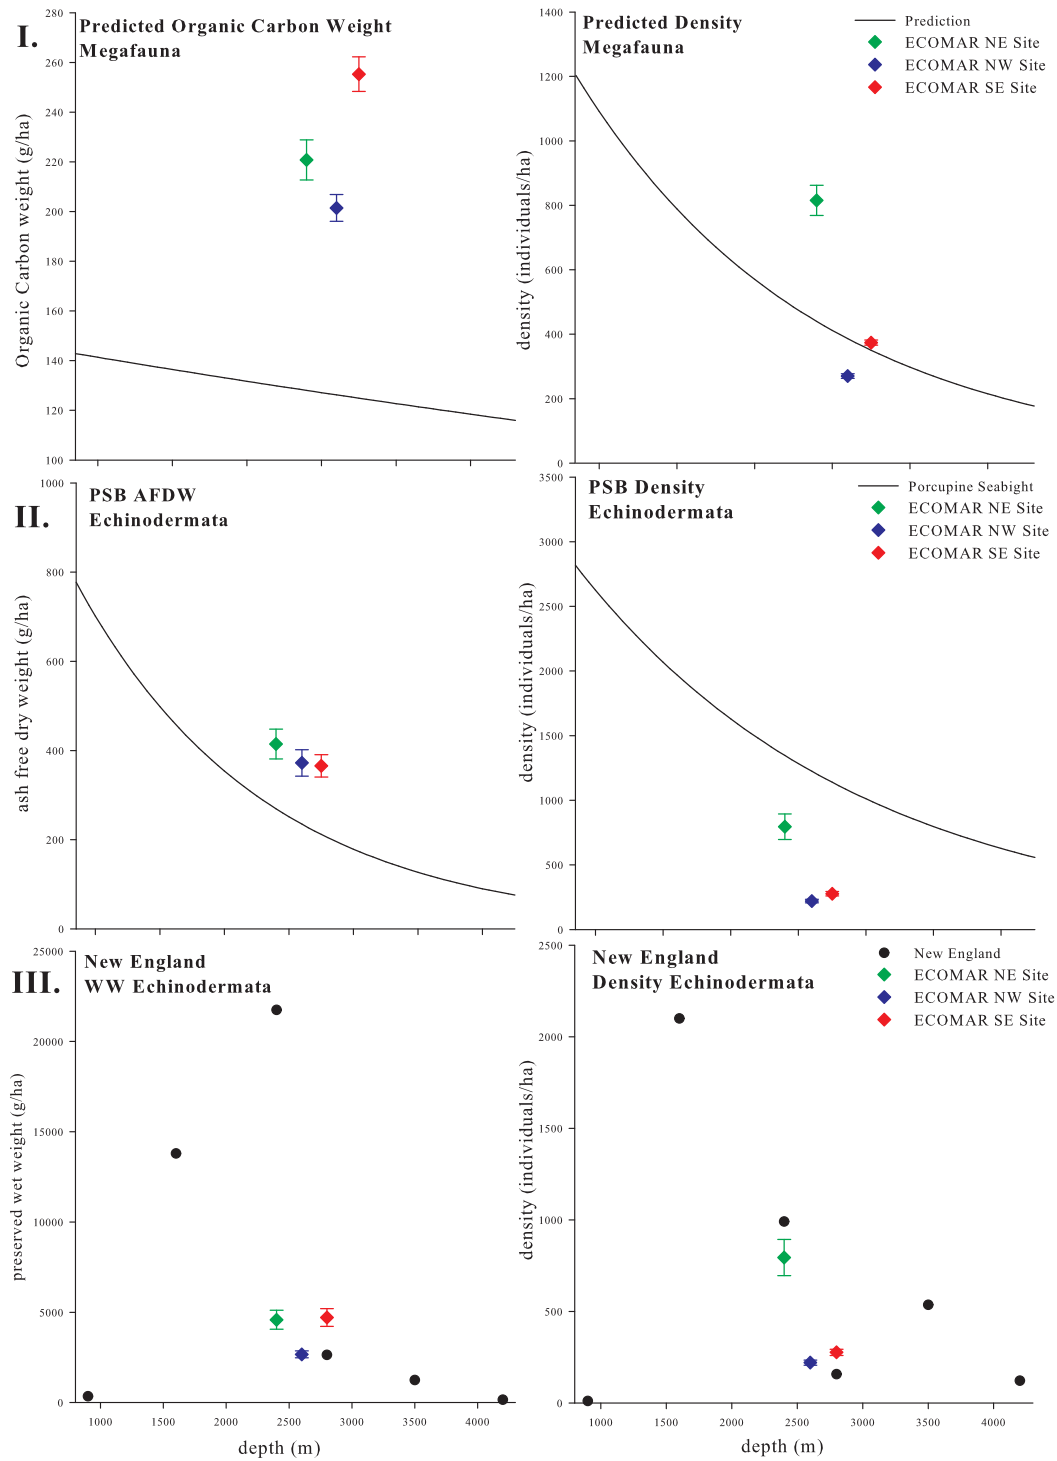 I.
Predicted Organic Carbon Weight
Megafauna
Organic Carbon weight (g/ha)
280
260
240
220
200
180
160
140
120
100
Predicted Density
Megafauna
Prediction
ECOMAR NE Site
ECOMAR NW Site
ECOMAR SE Site
density (individuals/ha)
1400
1200
1000
800
600
400
200
0
II.
PSB AFDW
Echinodermata
ash free dry weight (g/ha)
1000
800
600
400
200
0
PSB Density
Echinodermata
Porcupine Seabight
ECOMAR NE Site
ECOMAR NW Site
ECOMAR SE Site
density (individuals/ha)
3500
3000
2500
2000
1500
1000
500
0
III.
New England
WW Echinodermata
preserved wet weight (g/ha)
25000
20000
15000
10000
5000
0
1000 1500 2000 2500 3000 3500 4000
depth (m)
New England
Density Echinodermata
New England
ECOMAR NE Site
ECOMAR NW Site
ECOMAR SE Site
density (individuals/ha)
2500
2000
1500
1000
500
0
1000 1500 2000 2500 3000 3500 4000
depth (m)